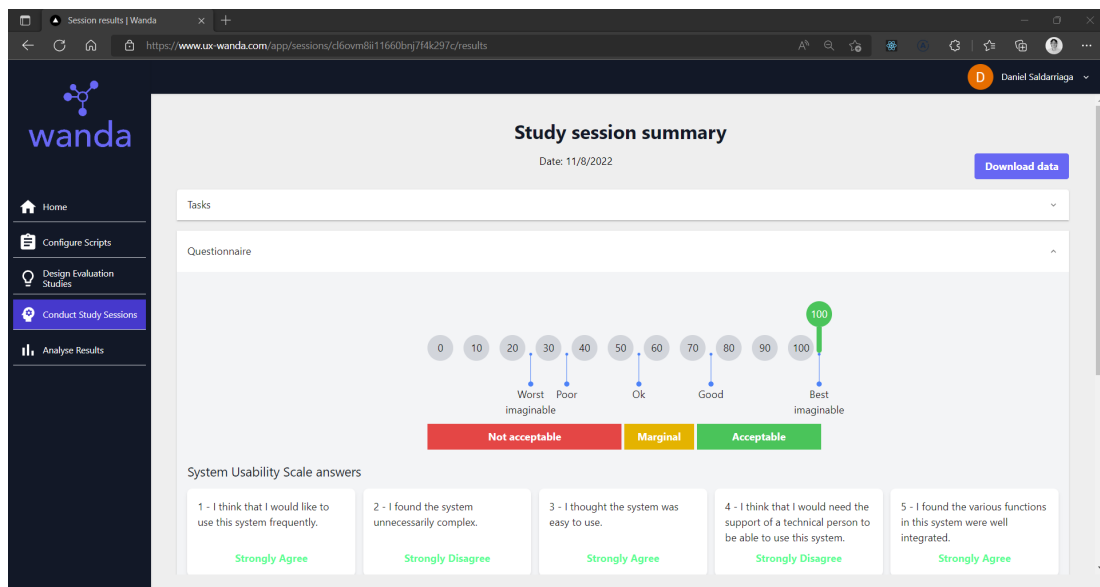 Session results | Wanda
https://www.ux-wanda.com/app/sessions/cl6ovm8ii11660bnj7f4k297c/results
D Daniel Saldarriaga
wanda
Home
Configure Scripts
Design Evaluation
Studies
Conduct Study Sessions
Analyse Results
Study session summary
Date: 11/8/2022
Download data
Tasks
Questionnaire
100
0 10 20 30 40 50 60 70 80 90 100
Worst Poor Ok Good Best
imaginable imaginable
Not acceptable Marginal Acceptable
System Usability Scale answers
1 - I think that I would like to
use this system frequently.
Strongly Agree
2 - I found the system
unnecessarily complex.
Strongly Disagree
3 - I thought the system was
easy to use.
Strongly Agree
4 - I think that I would need the
support of a technical person to
be able to use this system.
Strongly Disagree
5 - I found the various functions
in this system were well
integrated.
Strongly Agree